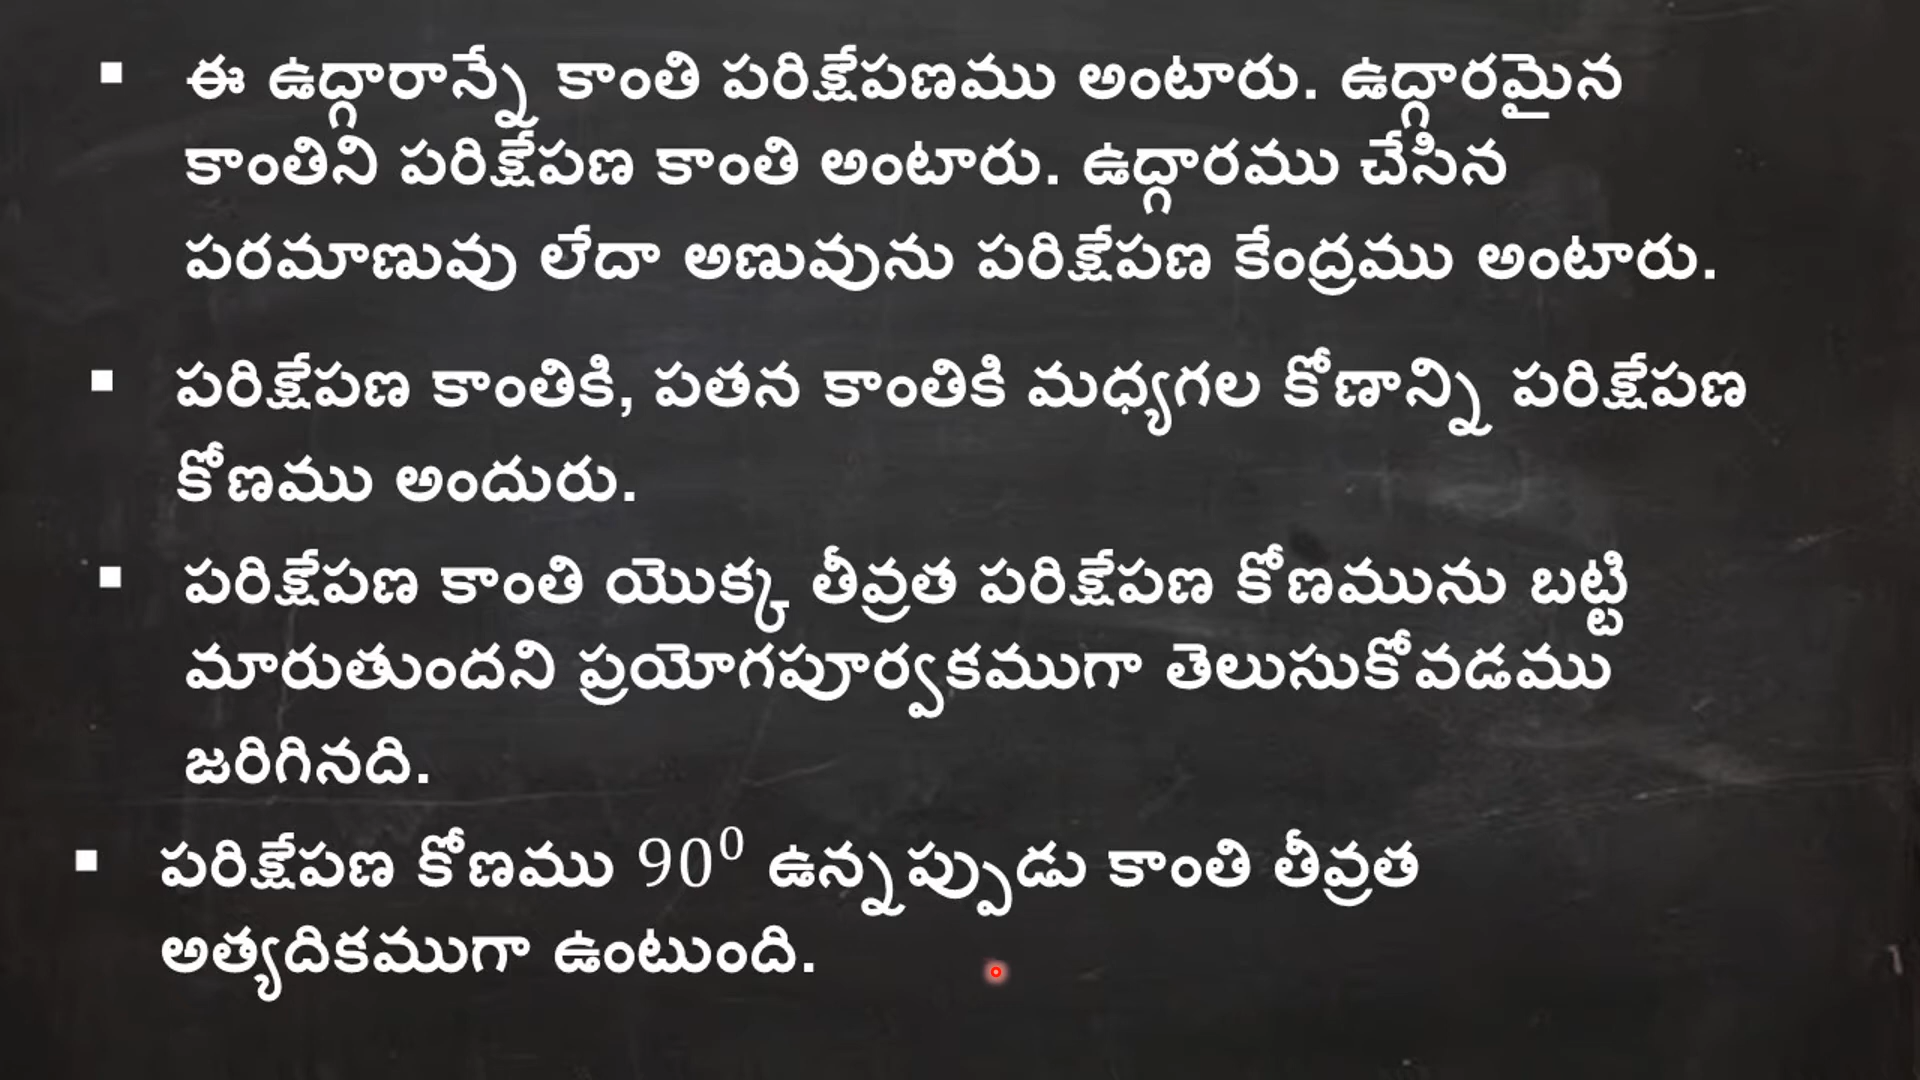 ▪ ఈ ఉద్గారాన్నే కాంతి పరిక్షేపణము అంటారు. ఉద్గారమైన
కాంతిని పరిక్షేపణ కాంతి అంటారు. ఉద్గారము చేసిన
పరమాణువు లేదా అణువును పరిక్షేపణ కేంద్రము అంటారు.
▪ పరిక్షేపణ కాంతికి, పతన కాంతికి మధ్యగల కోణాన్ని పరిక్షేపణ
కోణము అందురు.
▪ పరిక్షేపణ కాంతి యొక్క తీవ్రత పరిక్షేపణ కోణమును బట్టి
మారుతుందని ప్రయోగపూర్వకముగా తెలుసుకోవడము
జరిగినది.
▪ పరిక్షేపణ కోణము 90⁰ ఉన్నప్పుడు కాంతి తీవ్రత
అత్యదికముగా ఉంటుంది.